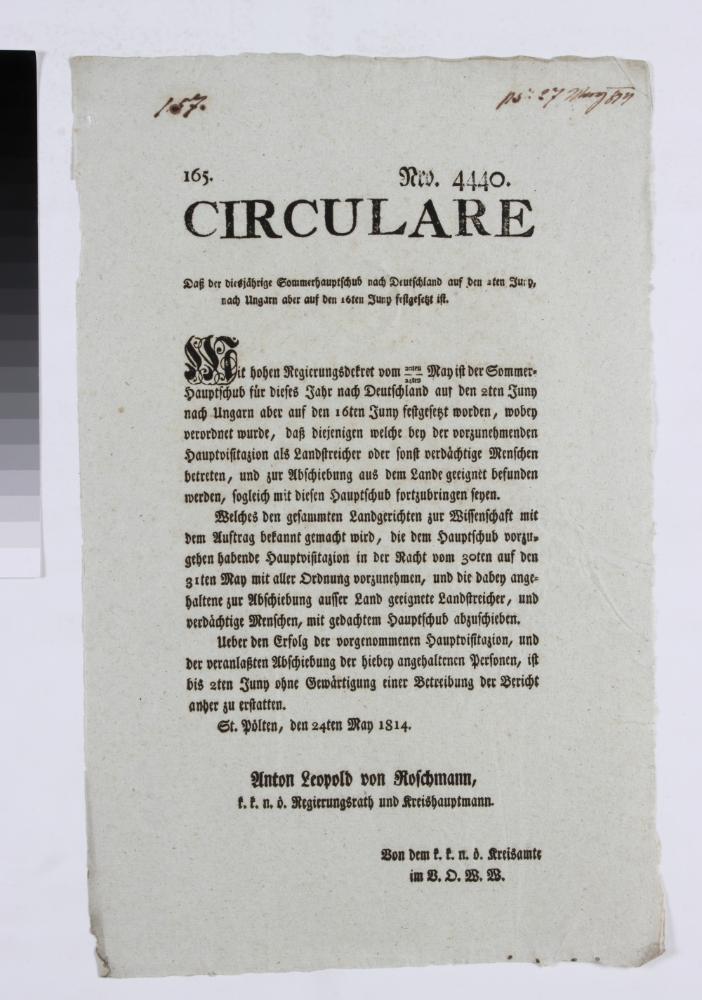 157.
ps: 27 May 814
165.
Nro. 4440.
CIRCULARE
Daß der diesjährige Sommerhauptschub nach Deutschland auf den 2ten Juny,
nach Ungarn aber auf den 16ten Juny festgesetzt ist.
Mit hohen Regierungsdekret vom May ist der Sommer-
Hauptschub für dieses Jahr nach Deutschland auf den 2ten Juny
nach Ungarn aber auf den 16ten Juny festgesetzt worden, wobey
verordnet wurde, daß diejenigen welche bey der vorzunehmenden
Hauptvisitazion als Landstreicher oder sonst verdächtige Menschen
betreten, und zur Abschiebung aus dem Lande geeignet befunden
werden, sogleich mit diesen Hauptschub fortzubringen seyen.
Welches den gesammten Landgerichten zur Wissenschaft mit
dem Auftrag bekannt gemacht wird, die dem Hauptschub vorzu-
gehen habende Hauptvisitazion in der Nacht vom 30ten auf den
31ten May mit aller Ordnung vorzunehmen, und die dabey ange-
haltene zur Abschiebung ausser Land geeignete Landstreicher, und
verdächtige Menschen, mit gedachtem Hauptschub abzuschieben.
Ueber den Erfolg der vorgenommenen Hauptvisitazion, und
der veranlaßten Abschiebung der hiebey angehaltenen Personen, ist
bis 2ten Juny ohne Gewärtigung einer Betreibung der Bericht
anher zu erstatten.
St. Pölten, den 24ten May 1814.
Anton Leopold von Roschmann,
k. k. n. ö. Regierungsrath und Kreishauptmann.
Von dem k. k. n. ö. Kreisamte
im V. O. W. W.